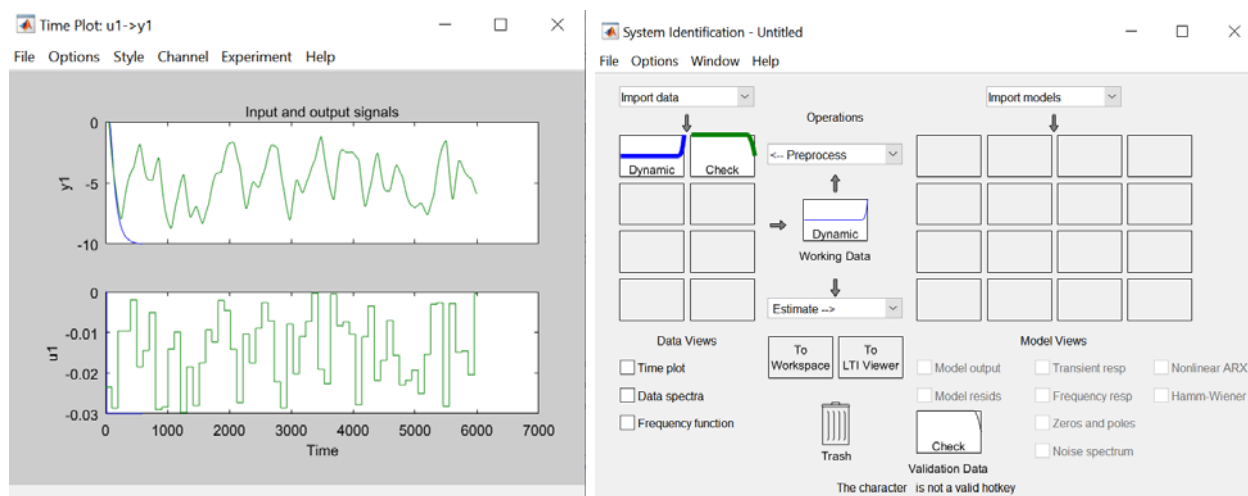 Time Plot: u1->y1
File Options Style Channel Experiment Help
Input and output signals
0
-5
-10
y1
0
-0.01
-0.02
-0.03
u1
0 1000 2000 3000 4000 5000 6000 7000
Time
System Identification - Untitled
File Options Window Help
Import data
Import models
Operations
<-- Preprocess
Dynamic
Check
Dynamic
Working Data
Estimate -->
Data Views
Time plot
Data spectra
Frequency function
To
Workspace
To
LTI Viewer
Trash
Check
Validation Data
Model Views
Model output
Transient resp
Nonlinear ARX
Model resids
Frequency resp
Hamm-Wiener
Zeros and poles
Noise spectrum
The character is not a valid hotkey